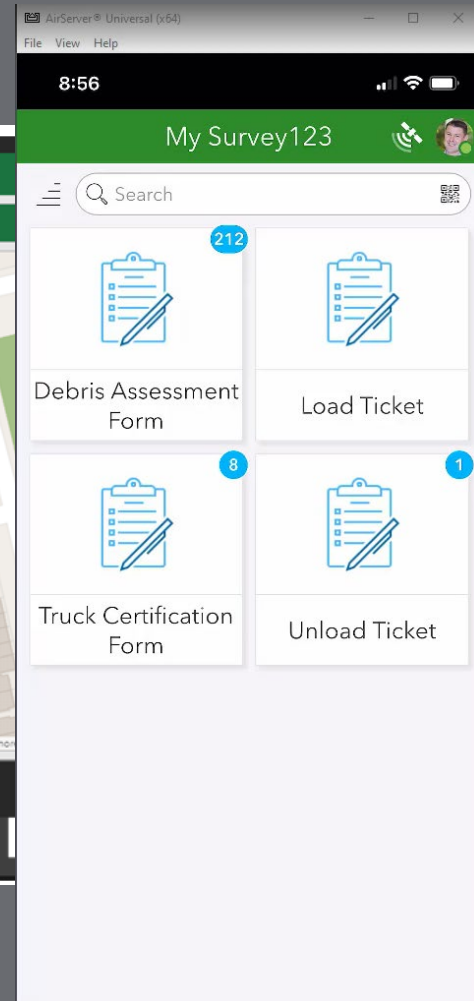 AirServer® Universal (x64)
File View Help
8:56
My Survey123
Search
212
Debris Assessment
Form
Load Ticket
8
Truck Certification
Form
1
Unload Ticket